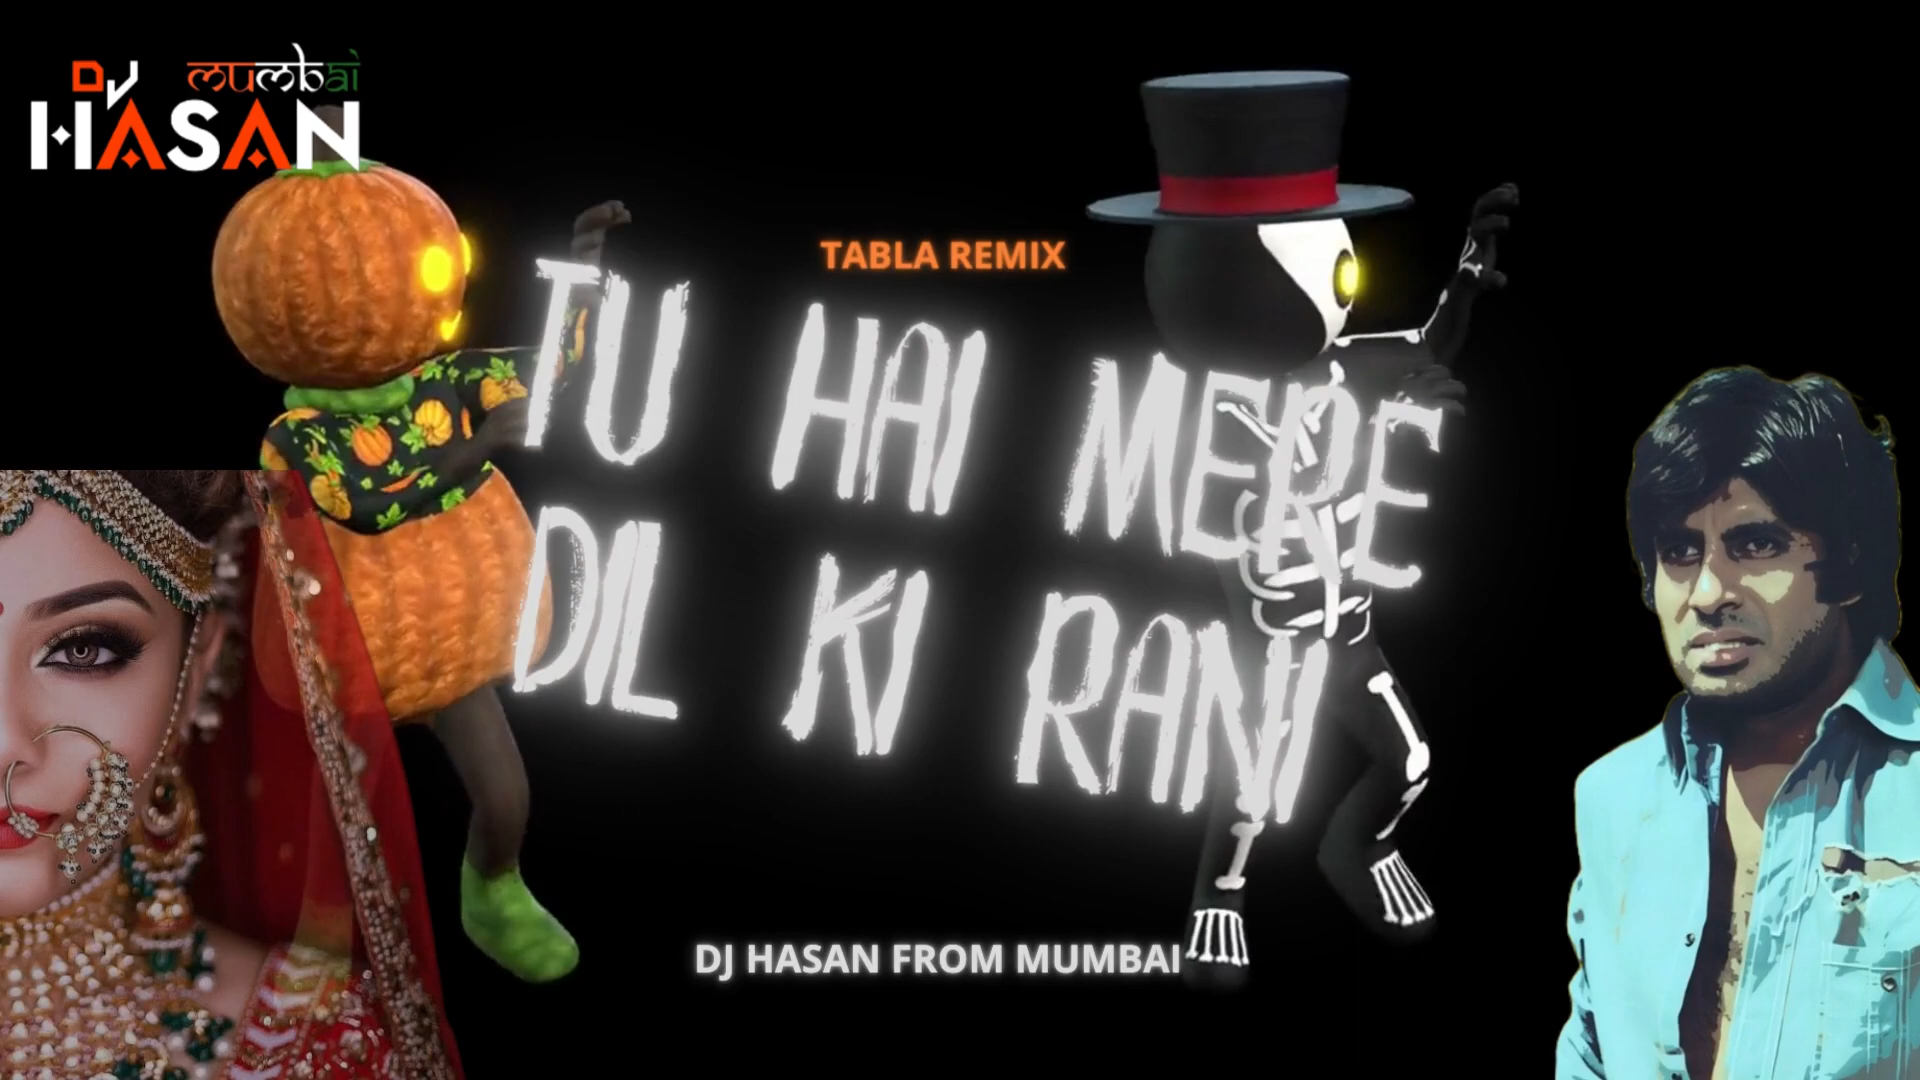 DJ mumbai
HASAN
TABLA REMIX
TU HAI MERE
DIL KI RANI
DJ HASAN FROM MUMBAI